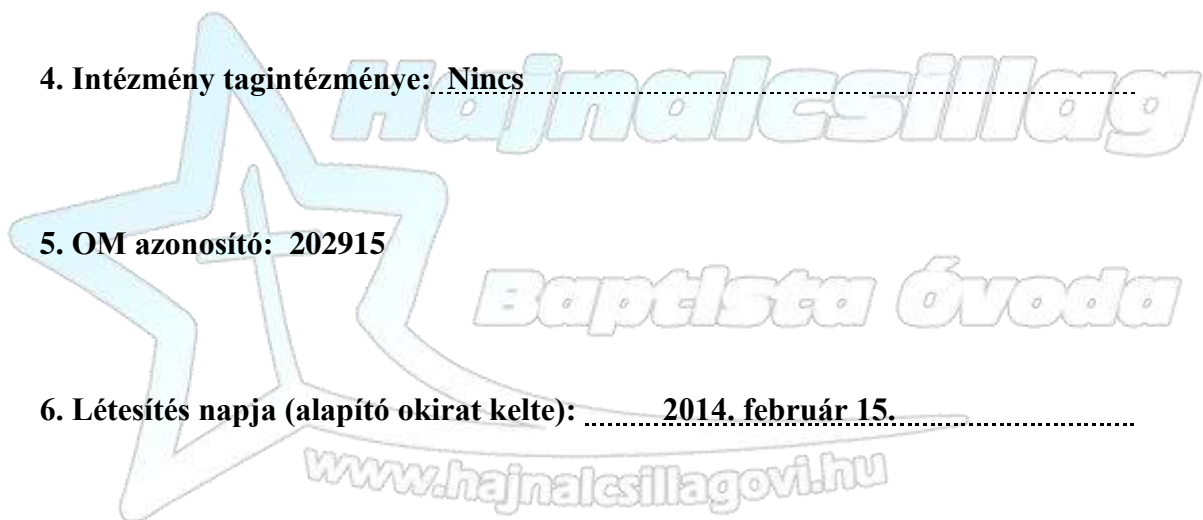 4. Intézmény tagintézménye: Nincs
Hajnalcsillag
5. OM azonosító: 202915
Baptista Óvoda
6. Létesítés napja (alapító okirat kelte): 2014. február 15.
www.hajnalcsillagovi.hu